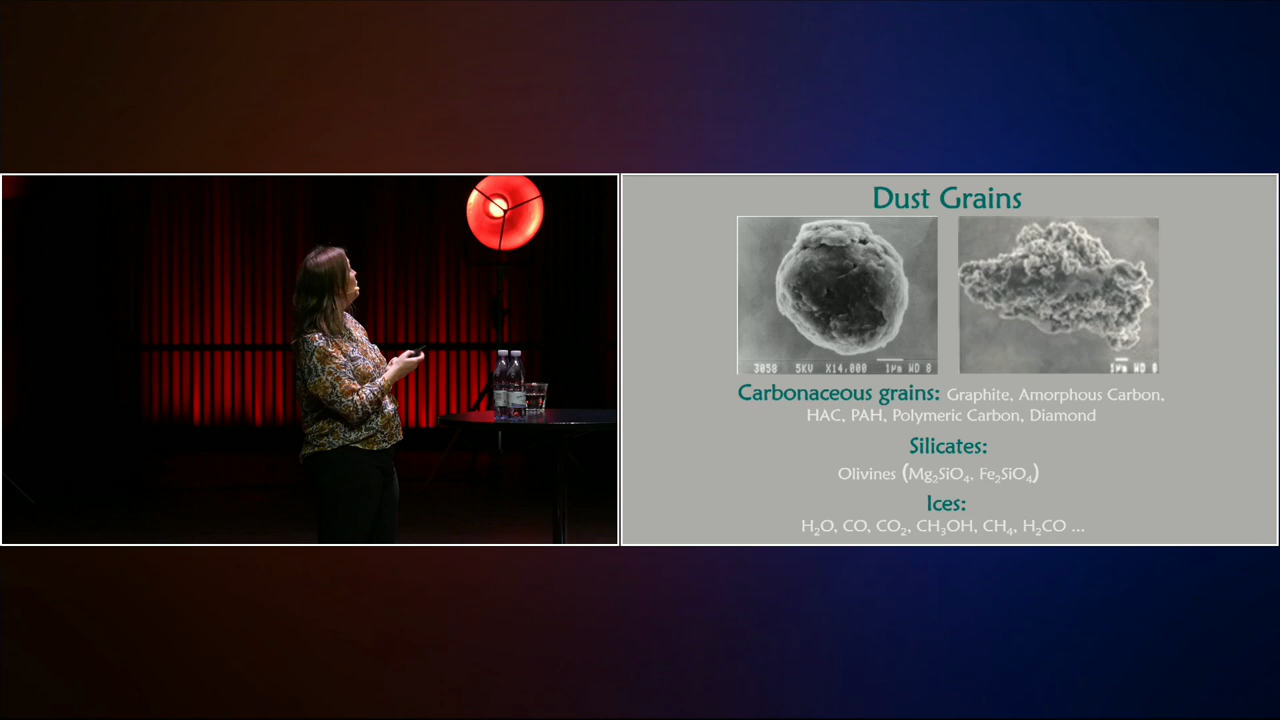 Dust Grains
3058 5KV X14,000 1µm WD 8
1µm WD
Carbonaceous grains: Graphite, Amorphous Carbon,
HAC, PAH, Polymeric Carbon, Diamond
Silicates:
Olivines (Mg₂SiO₄, Fe₂SiO₄)
Ices:
H₂O, CO, CO₂, CH₃OH, CH₄, H₂CO ...